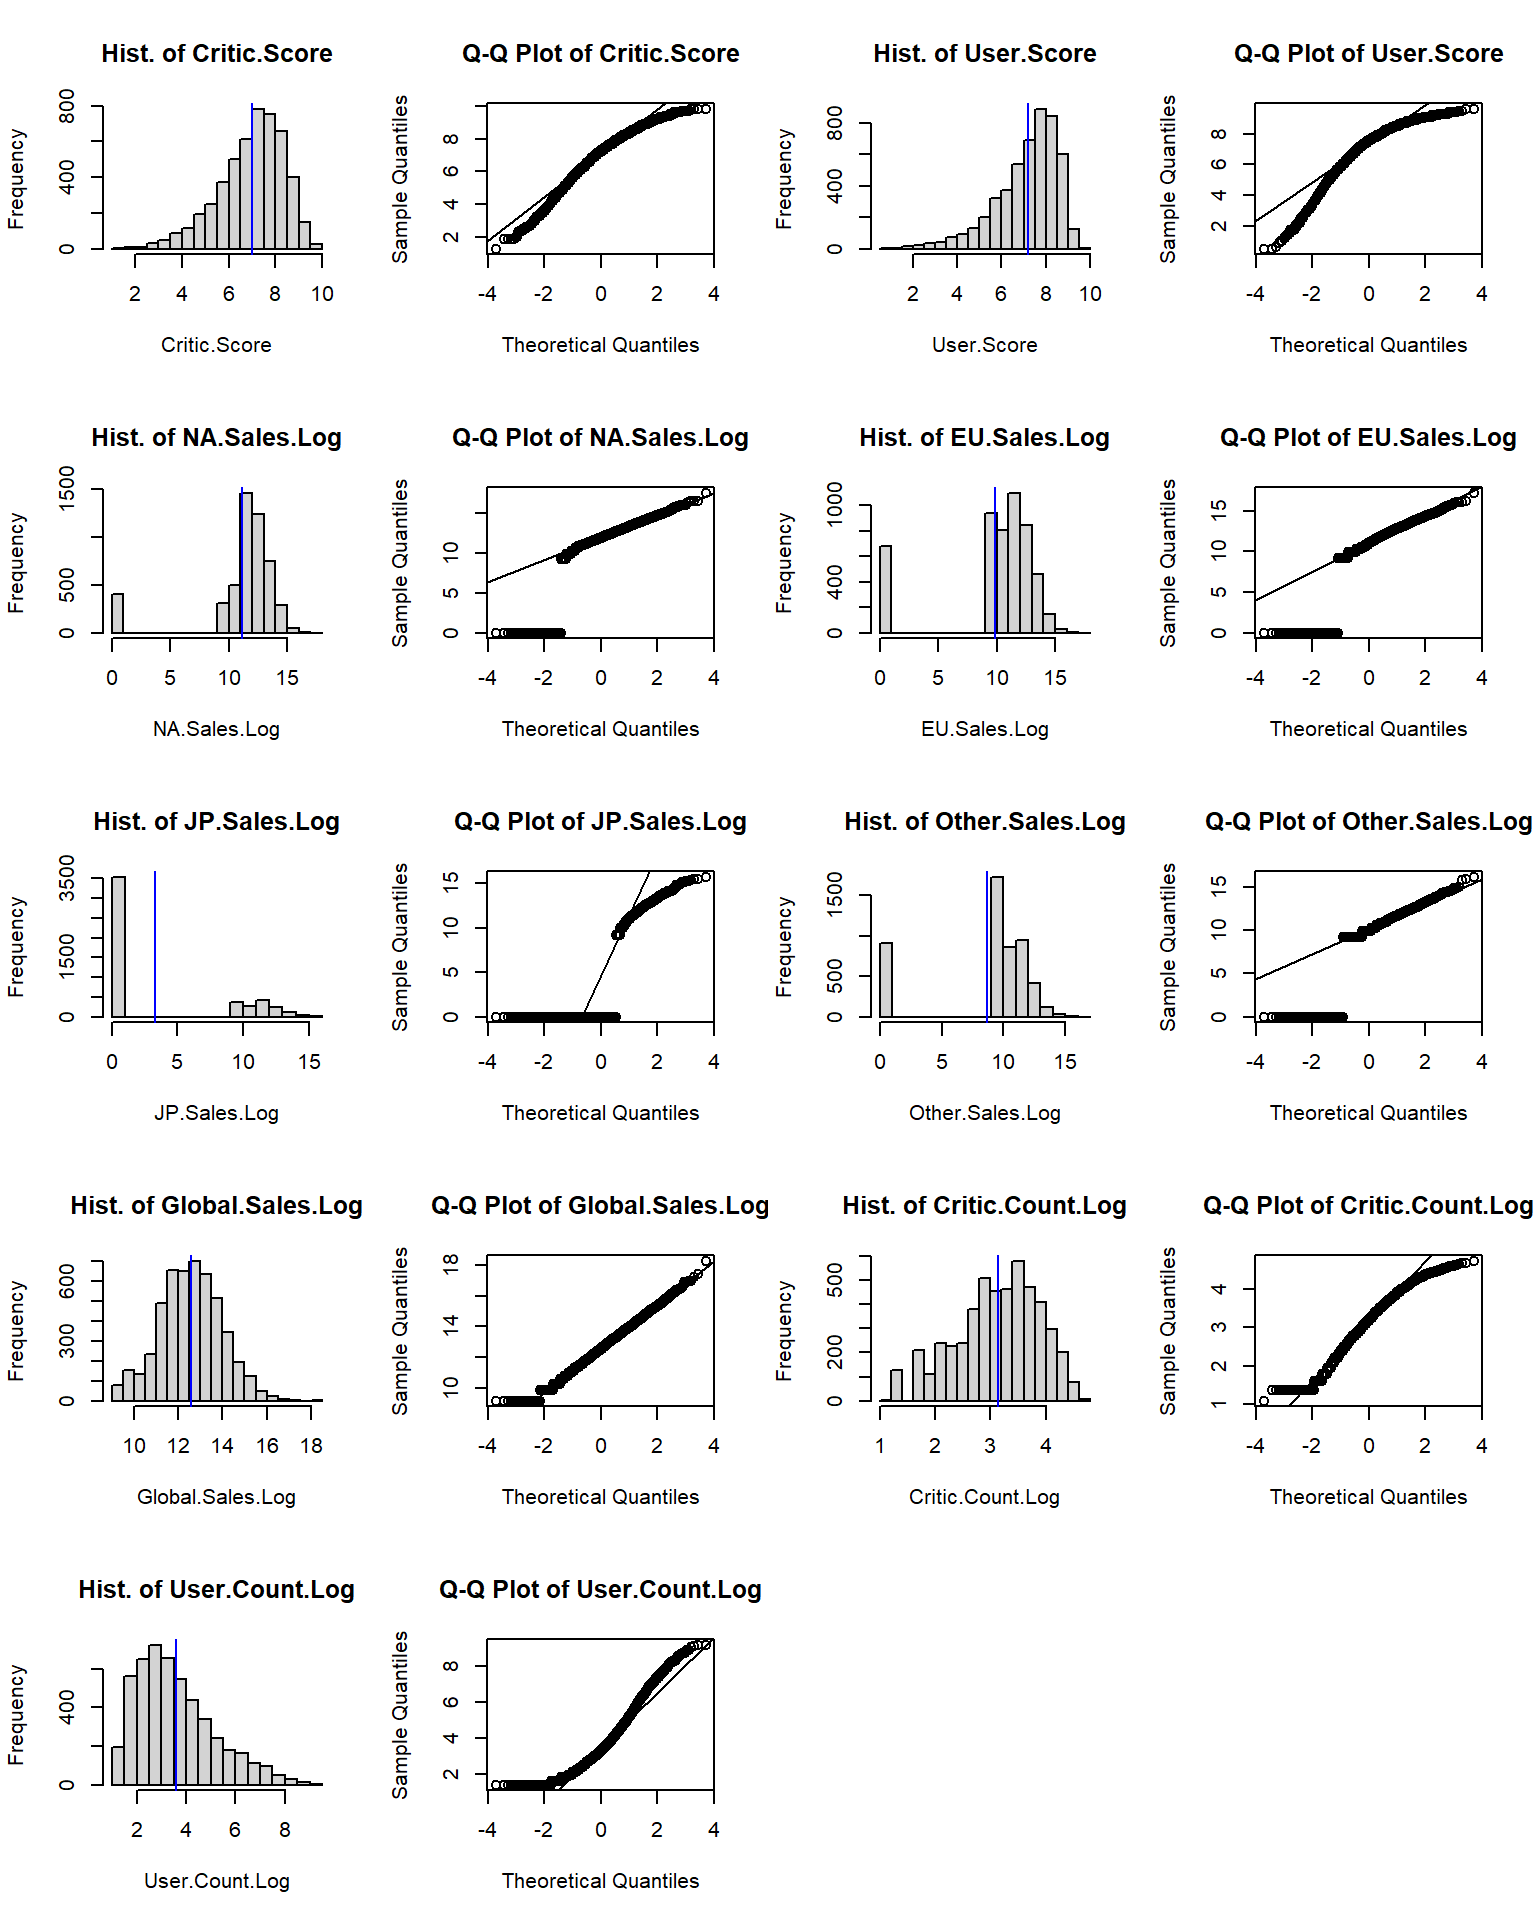 Hist. of Critic.Score
Frequency
0 400 800
2 4 6 8 10
Critic.Score
Q-Q Plot of Critic.Score
Sample Quantiles
2 4 6 8
-4 -2 0 2 4
Theoretical Quantiles
Hist. of User.Score
Frequency
0 400 800
2 4 6 8 10
User.Score
Q-Q Plot of User.Score
Sample Quantiles
2 4 6 8
-4 -2 0 2 4
Theoretical Quantiles
Hist. of NA.Sales.Log
Frequency
0 500 1500
0 5 10 15
NA.Sales.Log
Q-Q Plot of NA.Sales.Log
Sample Quantiles
0 5 10
-4 -2 0 2 4
Theoretical Quantiles
Hist. of EU.Sales.Log
Frequency
0 400 1000
0 5 10 15
EU.Sales.Log
Q-Q Plot of EU.Sales.Log
Sample Quantiles
0 5 10 15
-4 -2 0 2 4
Theoretical Quantiles
Hist. of JP.Sales.Log
Frequency
0 1500 3500
0 5 10 15
JP.Sales.Log
Q-Q Plot of JP.Sales.Log
Sample Quantiles
0 5 10 15
-4 -2 0 2 4
Theoretical Quantiles
Hist. of Other.Sales.Log
Frequency
0 500 1500
0 5 10 15
Other.Sales.Log
Q-Q Plot of Other.Sales.Log
Sample Quantiles
0 5 10 15
-4 -2 0 2 4
Theoretical Quantiles
Hist. of Global.Sales.Log
Frequency
0 300 600
10 12 14 16 18
Global.Sales.Log
Q-Q Plot of Global.Sales.Log
Sample Quantiles
10 14 18
-4 -2 0 2 4
Theoretical Quantiles
Hist. of Critic.Count.Log
Frequency
0 200 500
1 2 3 4
Critic.Count.Log
Q-Q Plot of Critic.Count.Log
Sample Quantiles
1 2 3 4
-4 -2 0 2 4
Theoretical Quantiles
Hist. of User.Count.Log
Frequency
0 400
2 4 6 8
User.Count.Log
Q-Q Plot of User.Count.Log
Sample Quantiles
2 4 6 8
-4 -2 0 2 4
Theoretical Quantiles